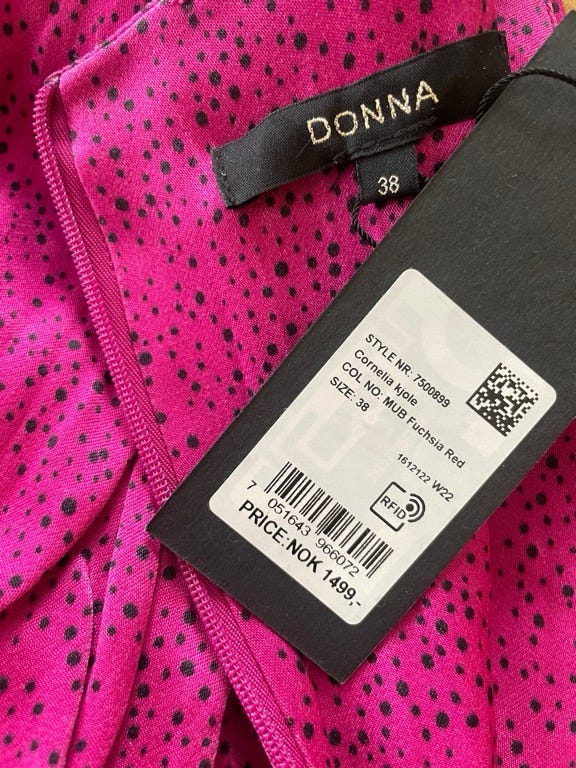 DONNA
38
STYLE NR: 7500899
Cornelia kjole
COL NO: MUB Fuchsia Red
SIZE: 38
1612122 W22
RFID
7 051643 966072
PRICE:NOK 1499,-